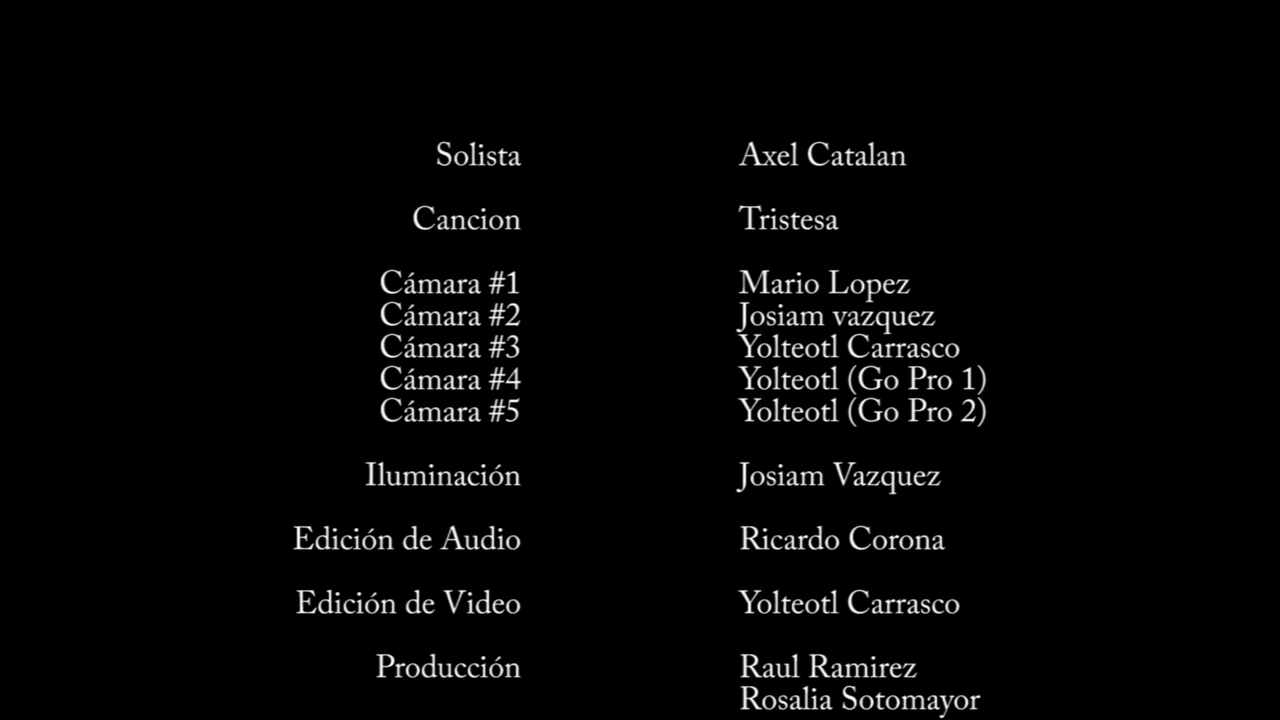 Solista Axel Catalan
Cancion Tristesa
Cámara #1 Mario Lopez
Cámara #2 Josiam vazquez
Cámara #3 Yolteotl Carrasco
Cámara #4 Yolteotl (Go Pro 1)
Cámara #5 Yolteotl (Go Pro 2)
Iluminación Josiam Vazquez
Edición de Audio Ricardo Corona
Edición de Video Yolteotl Carrasco
Producción Raul Ramirez
Rosalia Sotomayor